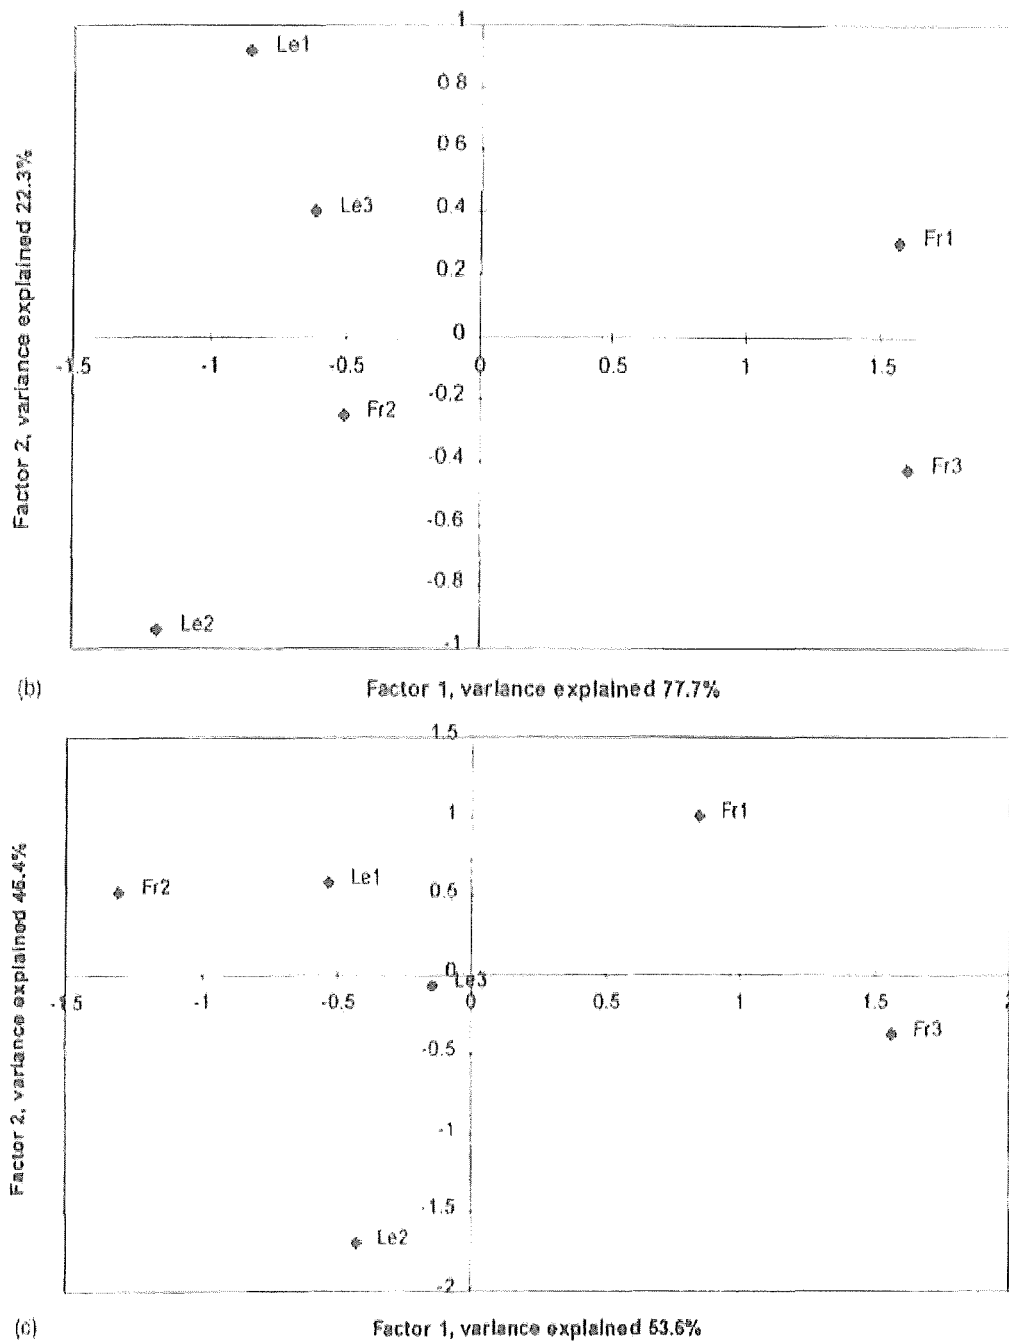 1
Le1
0.8
0.6
Le3
0.4
Fr1
0.2
0
-1.5
-1
-0.5
0
0.5
1
1.5
Fr2
-0.2
-0.4
Fr3
-0.6
-0.8
Le2
-1
Factor 2, variance explained 22.3%
(b)
Factor 1, variance explained 77.7%
1.5
1
Fr1
Fr2
Le1
0.5
0
Le3
-1.5
-1
-0.5
0
0.5
1
1.5
2
Fr3
-0.5
-1
-1.5
Le2
-2
Factor 2, variance explained 46.4%
(c)
Factor 1, variance explained 53.6%